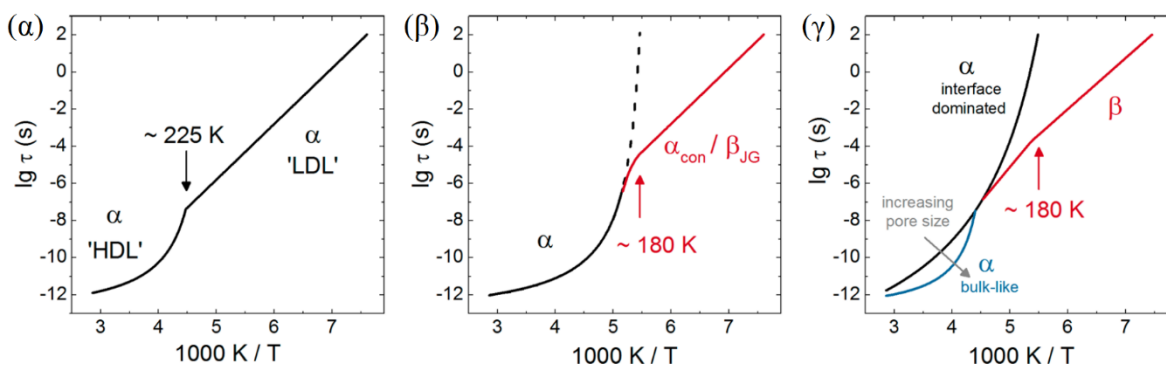 (α)
2
0
-2
-4
-6
-8
-10
-12
lg τ (s)
~ 225 K
α
'HDL'
α
'LDL'
3 4 5 6 7
1000 K / T
(β)
2
0
-2
-4
-6
-8
-10
-12
lg τ (s)
α
αcon / βJG
~ 180 K
3 4 5 6 7
1000 K / T
(γ)
2
0
-2
-4
-6
-8
-10
-12
lg τ (s)
α
interface
dominated
β
~ 180 K
increasing
pore size
α
bulk-like
3 4 5 6 7
1000 K / T